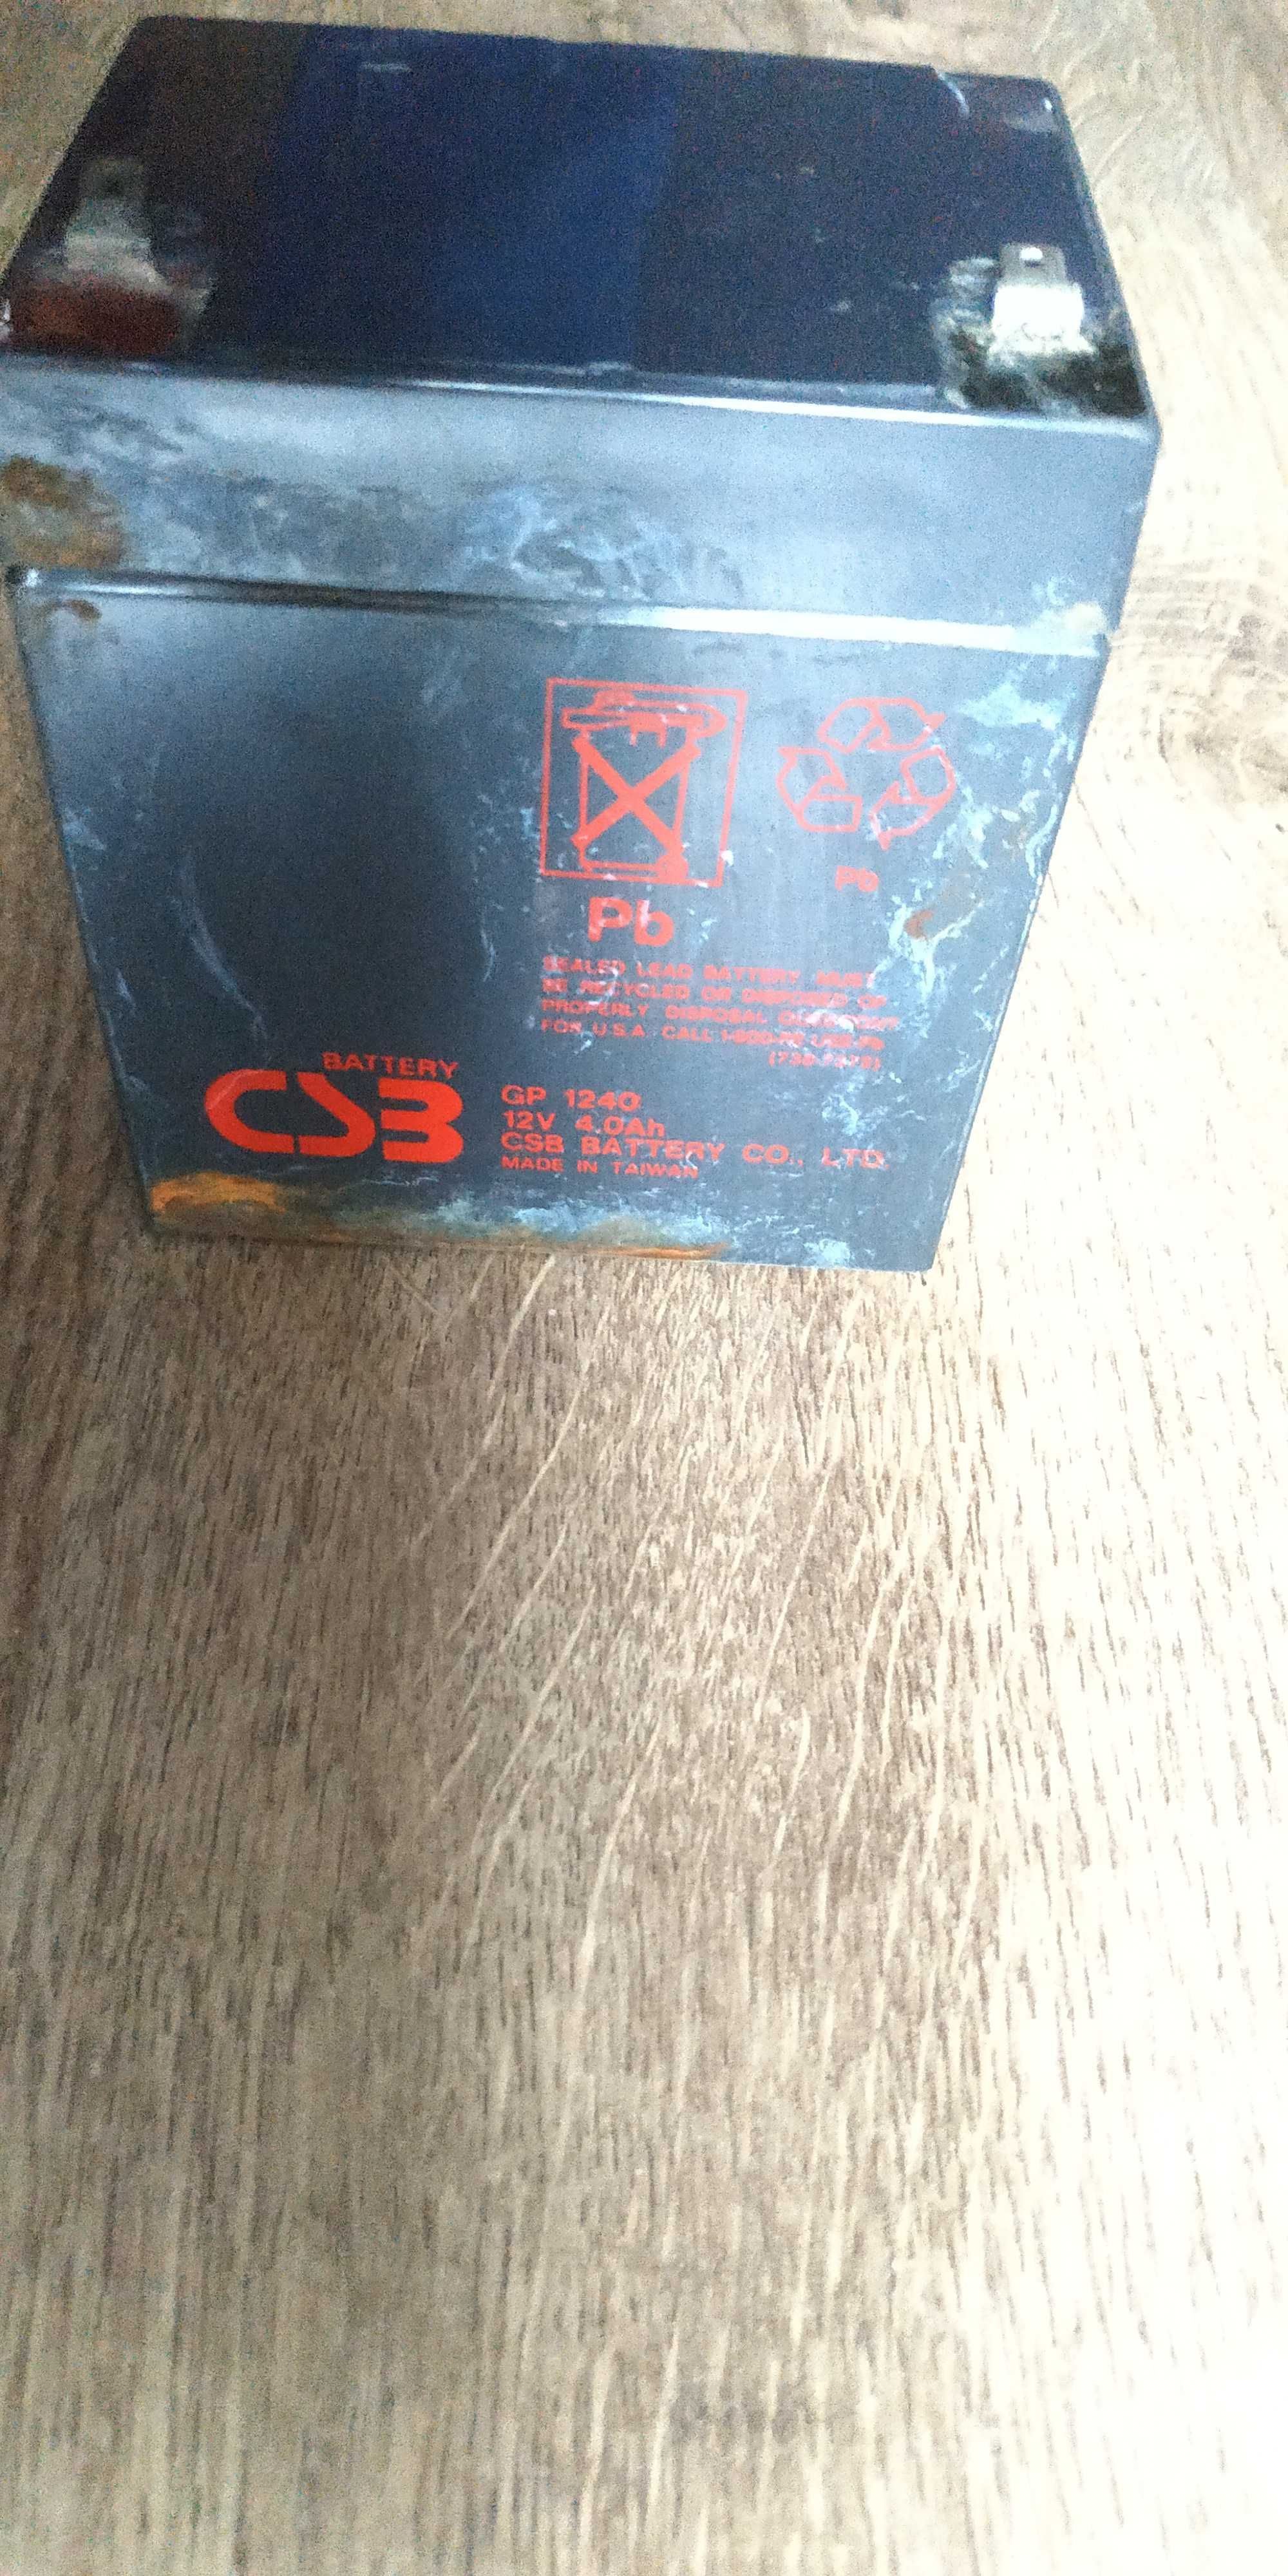 Pb
Pb
SEALED LEAD BATTERY MUST
BE RECYCLED OR DISPOSED OF
PROPERLY DISPOSAL
FOR U.S.A. CALL
BATTERY
CSB
GP 1240
12V 4.0Ah
CSB BATTERY CO., LTD.
MADE IN TAIWAN